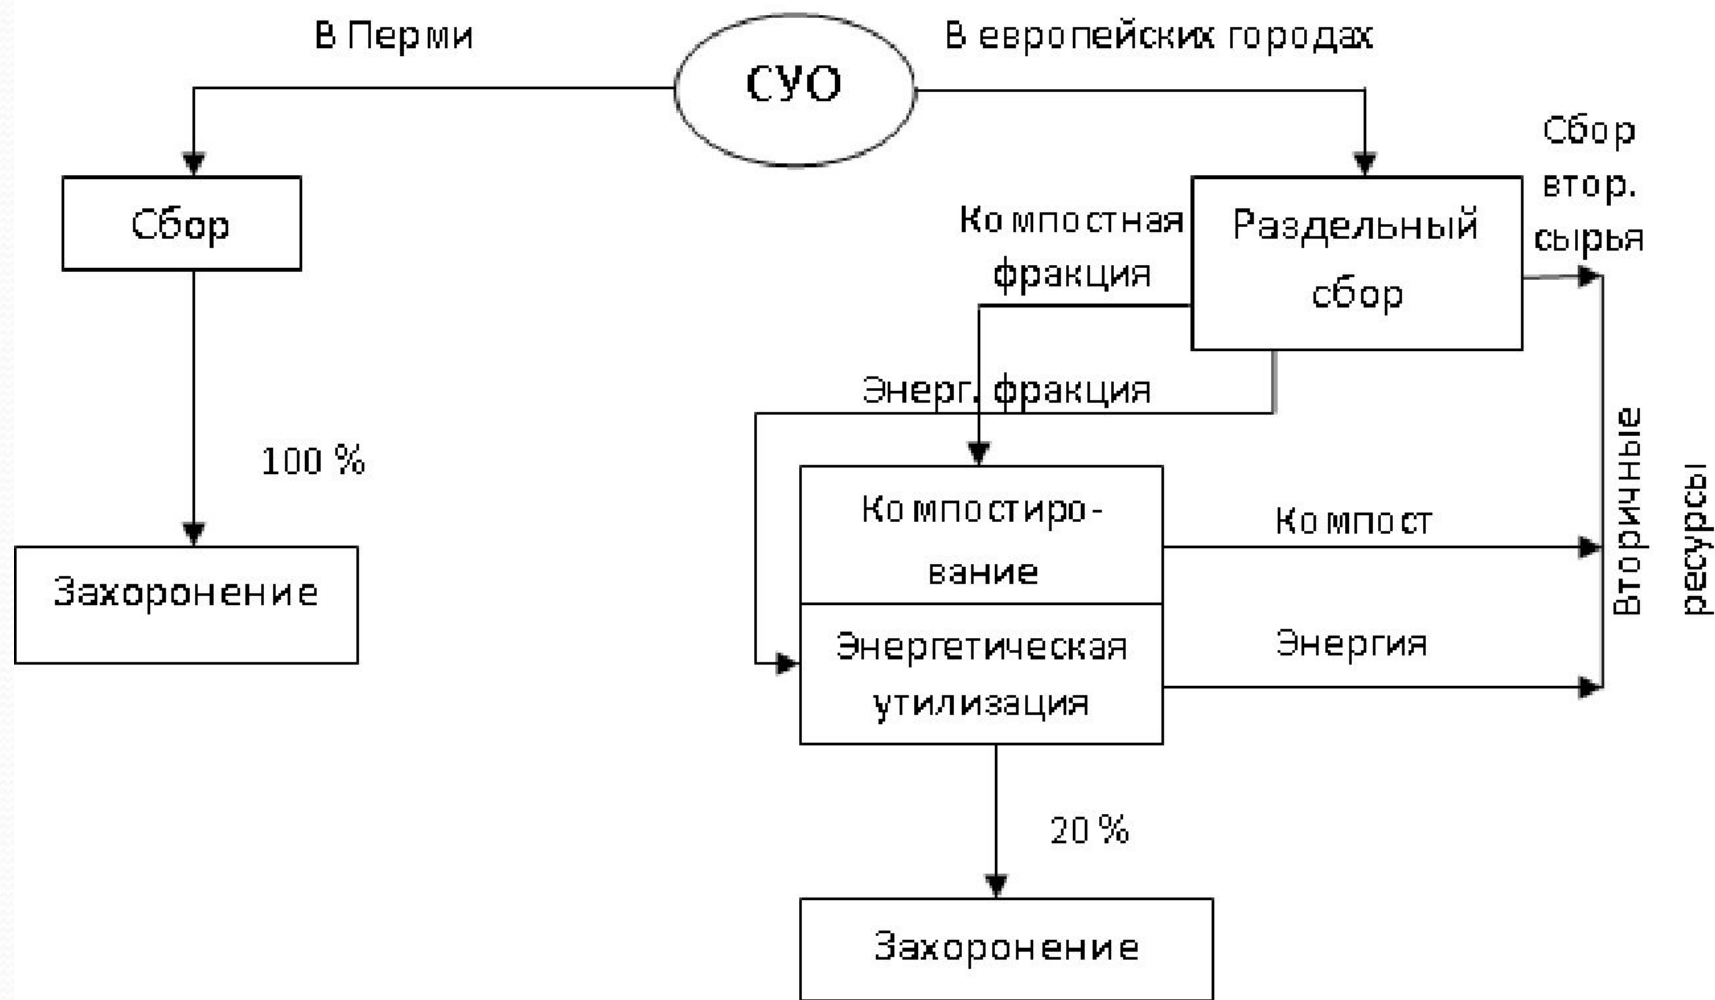 В Перми
СУО
В европейских городах
Сбор
втор.
сырья
Сбор
Компостная
фракция
Раздельный
сбор
Энерг. фракция
100 %
Захоронение
Компостиро-
вание
Компост
Энергетическая
утилизация
Энергия
Вторичные
ресурсы
20 %
Захоронение